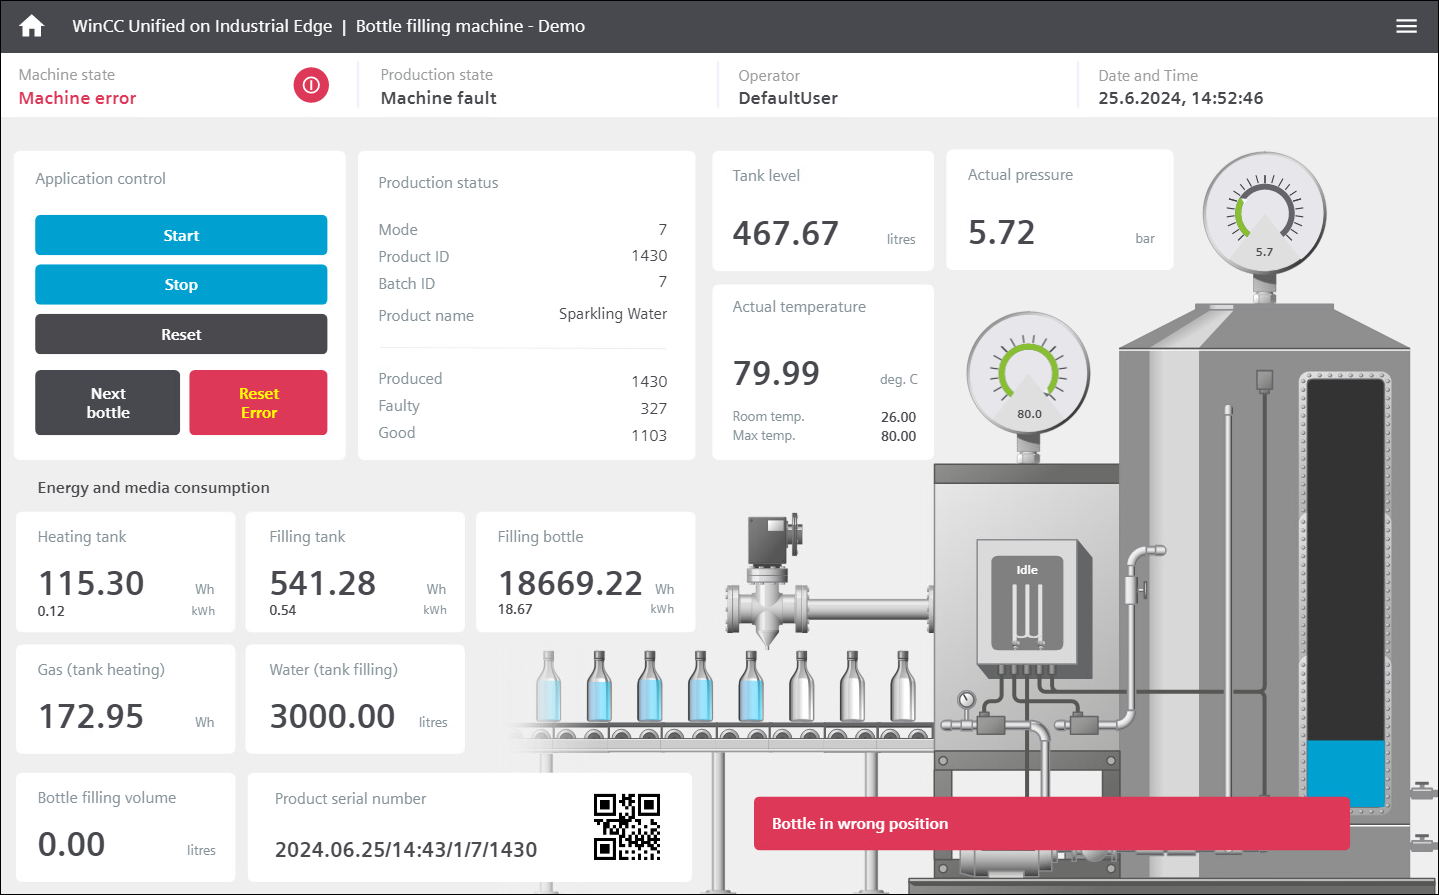 WinCC Unified on Industrial Edge | Bottle filling machine - Demo
Machine state
Machine error
Production state
Machine fault
Operator
DefaultUser
Date and Time
25.6.2024, 14:52:46
Application control
Start
Stop
Reset
Next
bottle
Reset
Error
Production status
Mode 7
Product ID 1430
Batch ID 7
Product name Sparkling Water
Produced 1430
Faulty 327
Good 1103
Tank level
467.67 litres
Actual pressure
5.72 bar
5.7
Actual temperature
79.99 deg. C
Room temp. 26.00
Max temp. 80.00
80.0
Energy and media consumption
Heating tank
115.30 Wh
0.12 kWh
Filling tank
541.28 Wh
0.54 kWh
Filling bottle
18669.22 Wh
18.67 kWh
Idle
Gas (tank heating)
172.95 Wh
Water (tank filling)
3000.00 litres
Bottle filling volume
0.00 litres
Product serial number
2024.06.25/14:43/1/7/1430
Bottle in wrong position